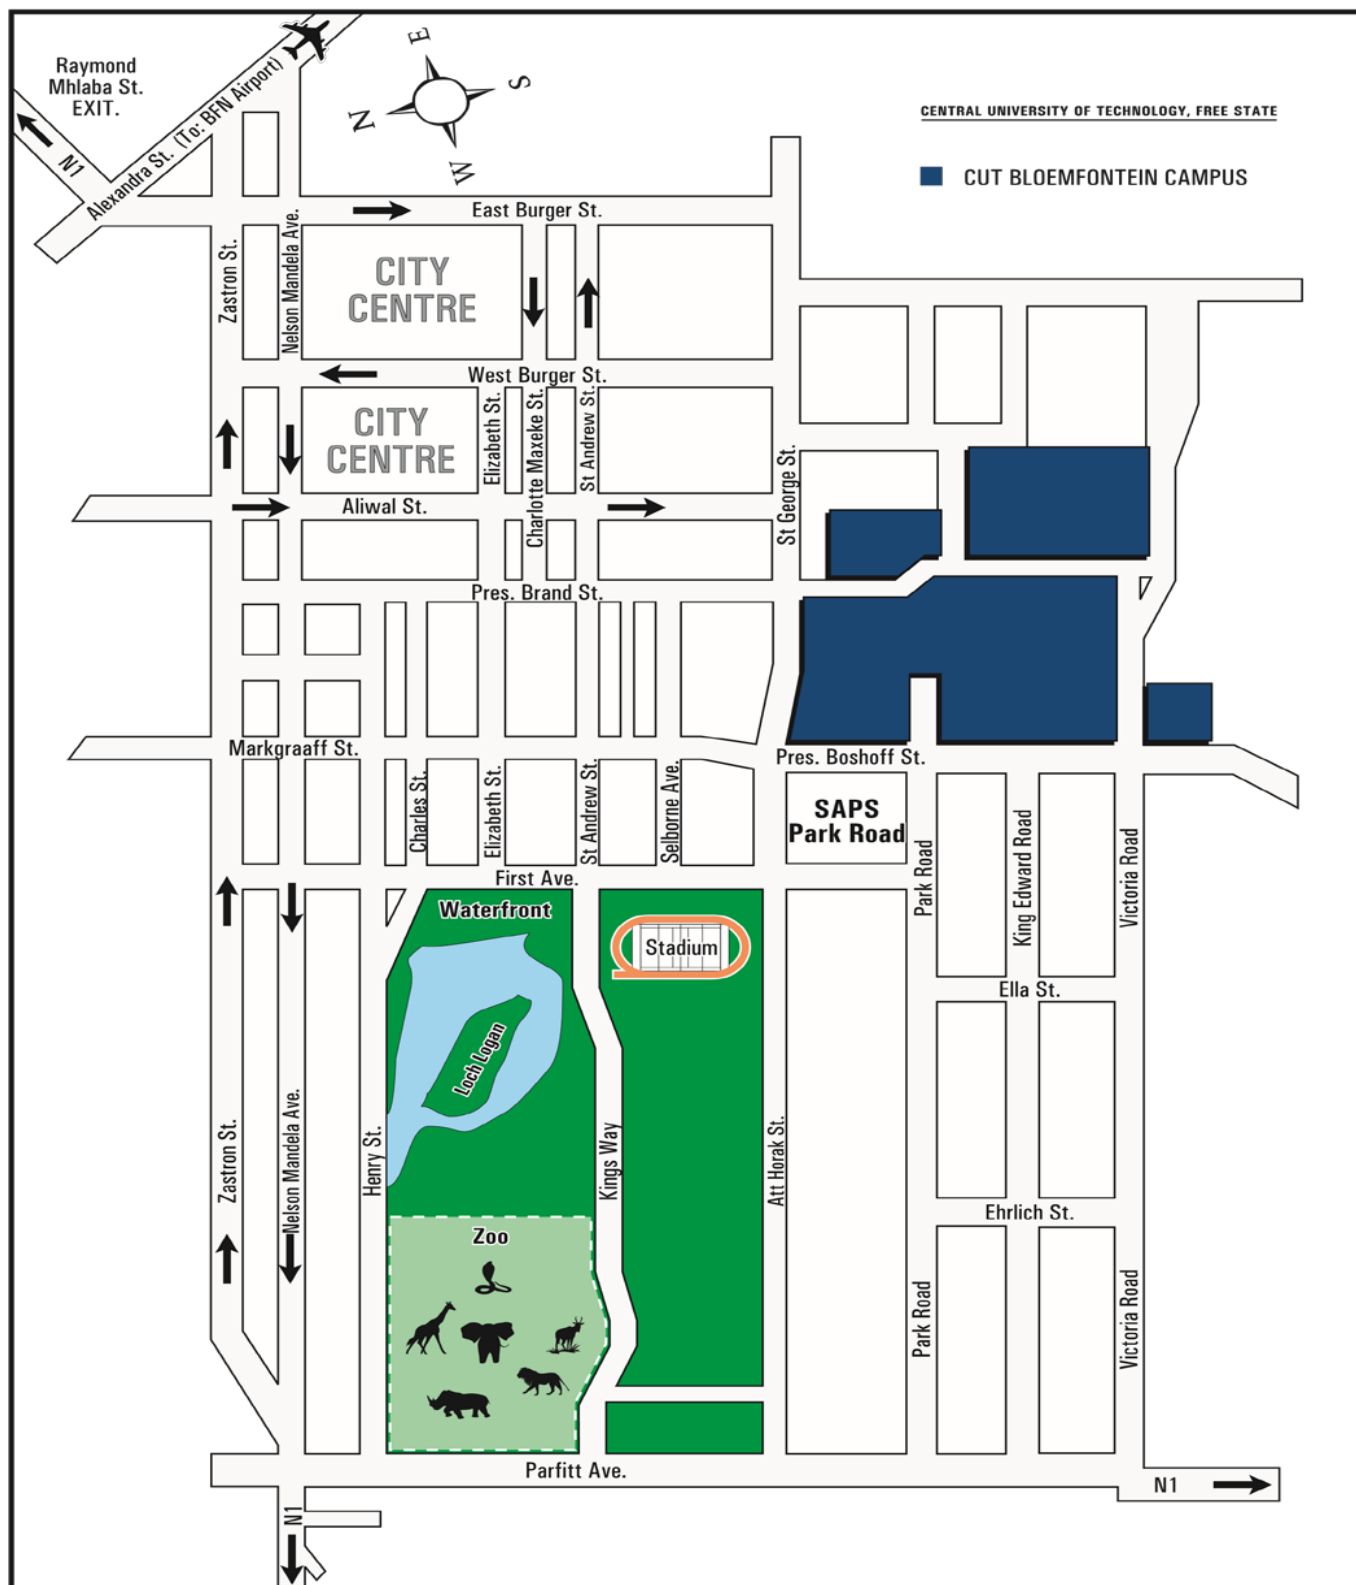 Raymond
Mhlaba St.
EXIT.
N1
Alexandra St. (To: BFN Airport)
E
S
N
W
CENTRAL UNIVERSITY OF TECHNOLOGY, FREE STATE
CUT BLOEMFONTEIN CAMPUS
East Burger St.
Zastron St.
Nelson Mandela Ave.
CITY
CENTRE
West Burger St.
CITY
CENTRE
Elizabeth St.
Charlotte Maxeke St.
St Andrew St.
St George St.
Aliwal St.
Pres. Brand St.
Markgraaff St.
Pres. Boshoff St.
Charles St.
Elizabeth St.
St Andrew St.
Selborne Ave.
SAPS
Park Road
Park Road
King Edward Road
Victoria Road
First Ave.
Waterfront
Stadium
Loch Logan
Ella St.
Zastron St.
Nelson Mandela Ave.
Henry St.
Kings Way
Att Horak St.
Ehrlich St.
Zoo
Park Road
Victoria Road
Parfitt Ave.
N1
N1